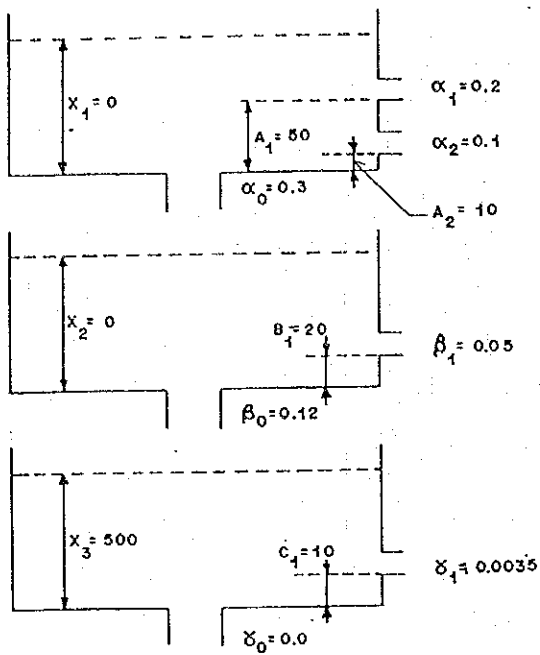 X₁ = 0
α₁ = 0.2
A₁ = 50
α₂ = 0.1
α₀ = 0.3
A₂ = 10
X₂ = 0
B₁ = 20
β₁ = 0.05
β₀ = 0.12
X₃ = 500
C₁ = 10
γ₁ = 0.0035
γ₀ = 0.0